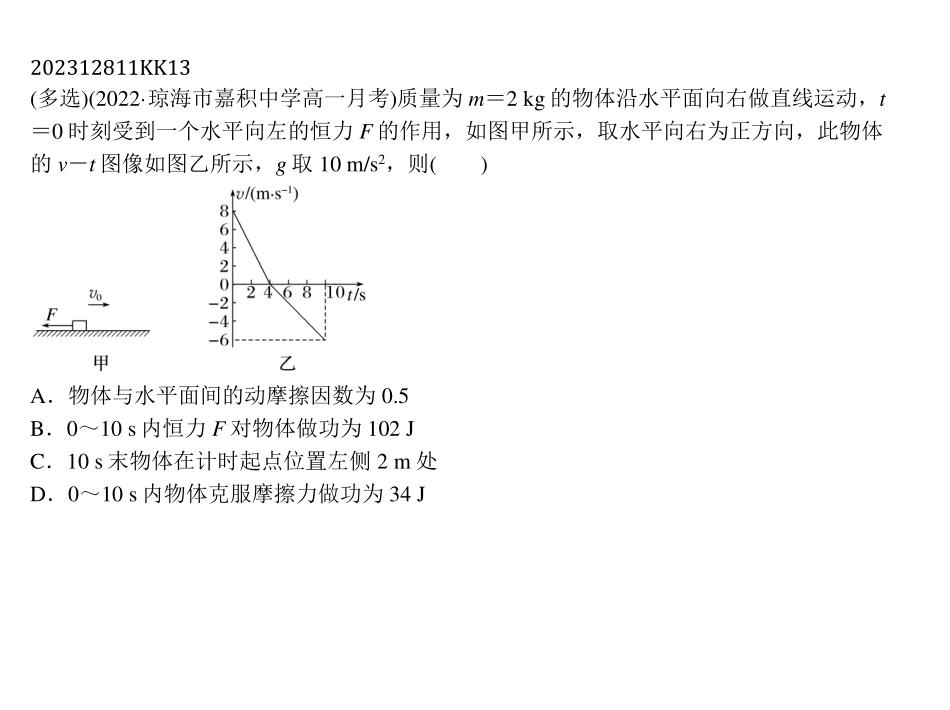 202312811KK13
(多选)(2022·琼海市嘉积中学高一月考)质量为 m＝2 kg 的物体沿水平面向右做直线运动，t
＝0 时刻受到一个水平向左的恒力 F 的作用，如图甲所示，取水平向右为正方向，此物体
的 v－t 图像如图乙所示，g 取 10 m/s²，则(　　)
v/(m·s⁻¹)
8
6
4
2
0
2 4 6 8 10 t/s
−2
−4
−6
v₀
F
甲
乙
A．物体与水平面间的动摩擦因数为 0.5
B．0～10 s 内恒力 F 对物体做功为 102 J
C．10 s 末物体在计时起点位置左侧 2 m 处
D．0～10 s 内物体克服摩擦力做功为 34 J